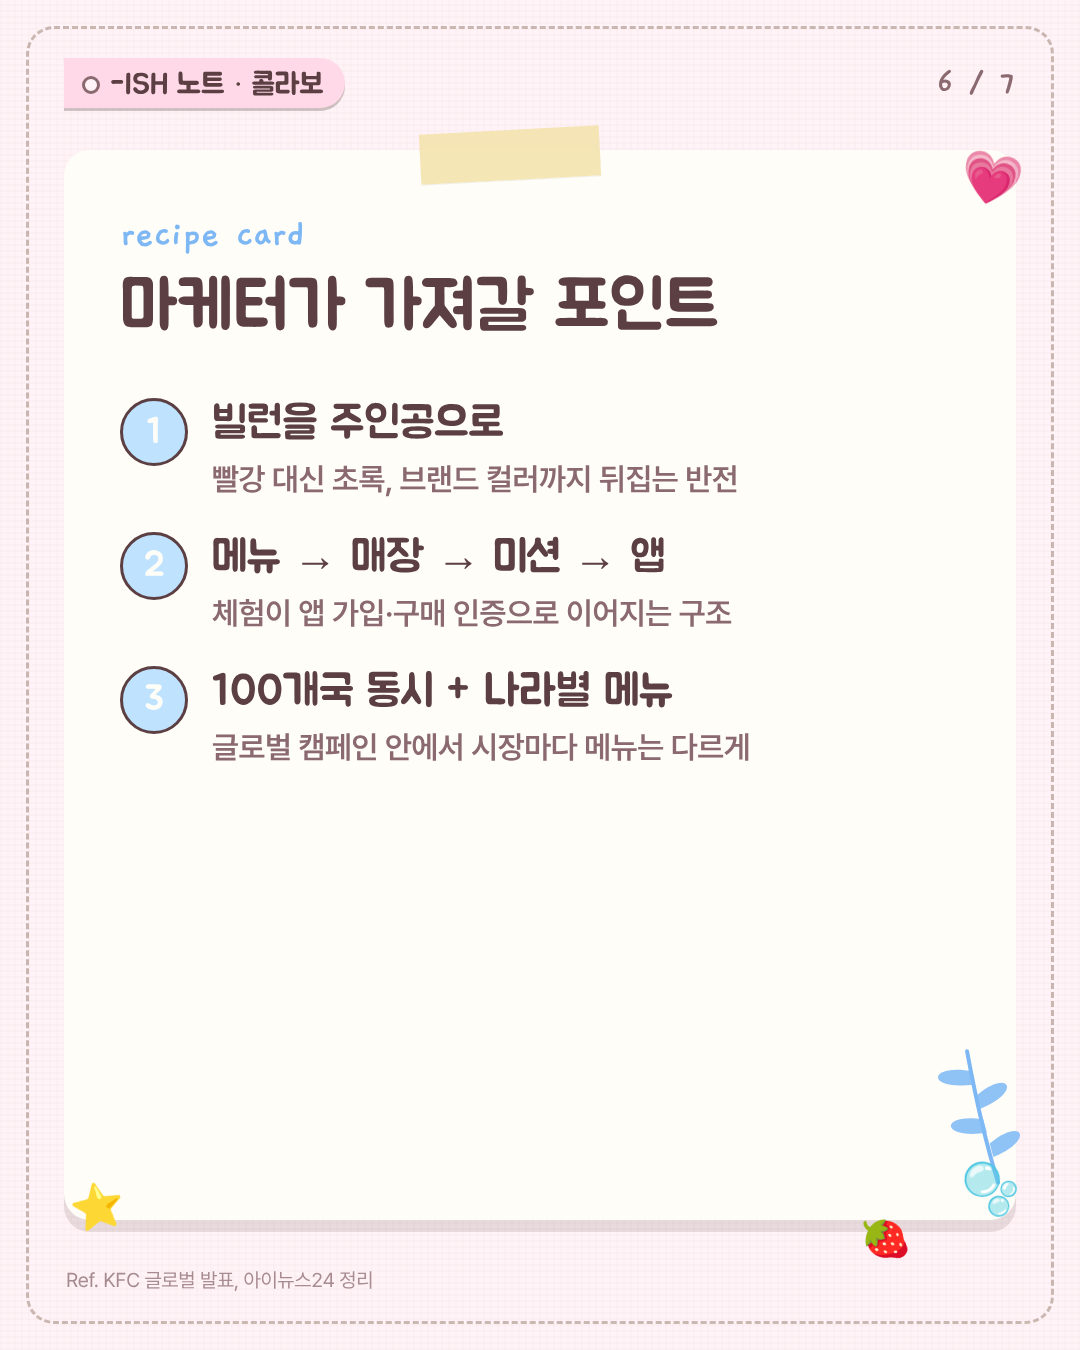 -ISH 노트 · 콜라보
6 / 7
recipe card
마케터가 가져갈 포인트
1 빌런을 주인공으로
빨강 대신 초록, 브랜드 컬러까지 뒤집는 반전
2 메뉴 → 매장 → 미션 → 앱
체험이 앱 가입·구매 인증으로 이어지는 구조
3 100개국 동시 + 나라별 메뉴
글로벌 캠페인 안에서 시장마다 메뉴는 다르게
Ref. KFC 글로벌 발표, 아이뉴스24 정리